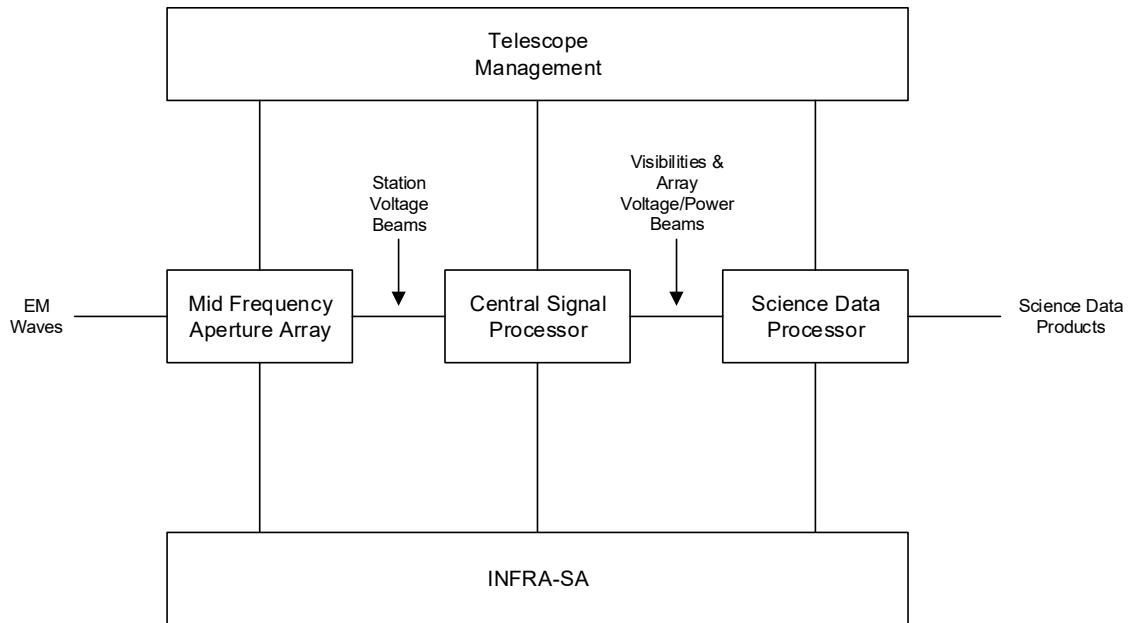 Telescope
Management
Station
Voltage
Beams
Visibilities &
Array
Voltage/Power
Beams
EM
Waves
Mid Frequency
Aperture Array
Central Signal
Processor
Science Data
Processor
Science Data
Products
INFRA-SA